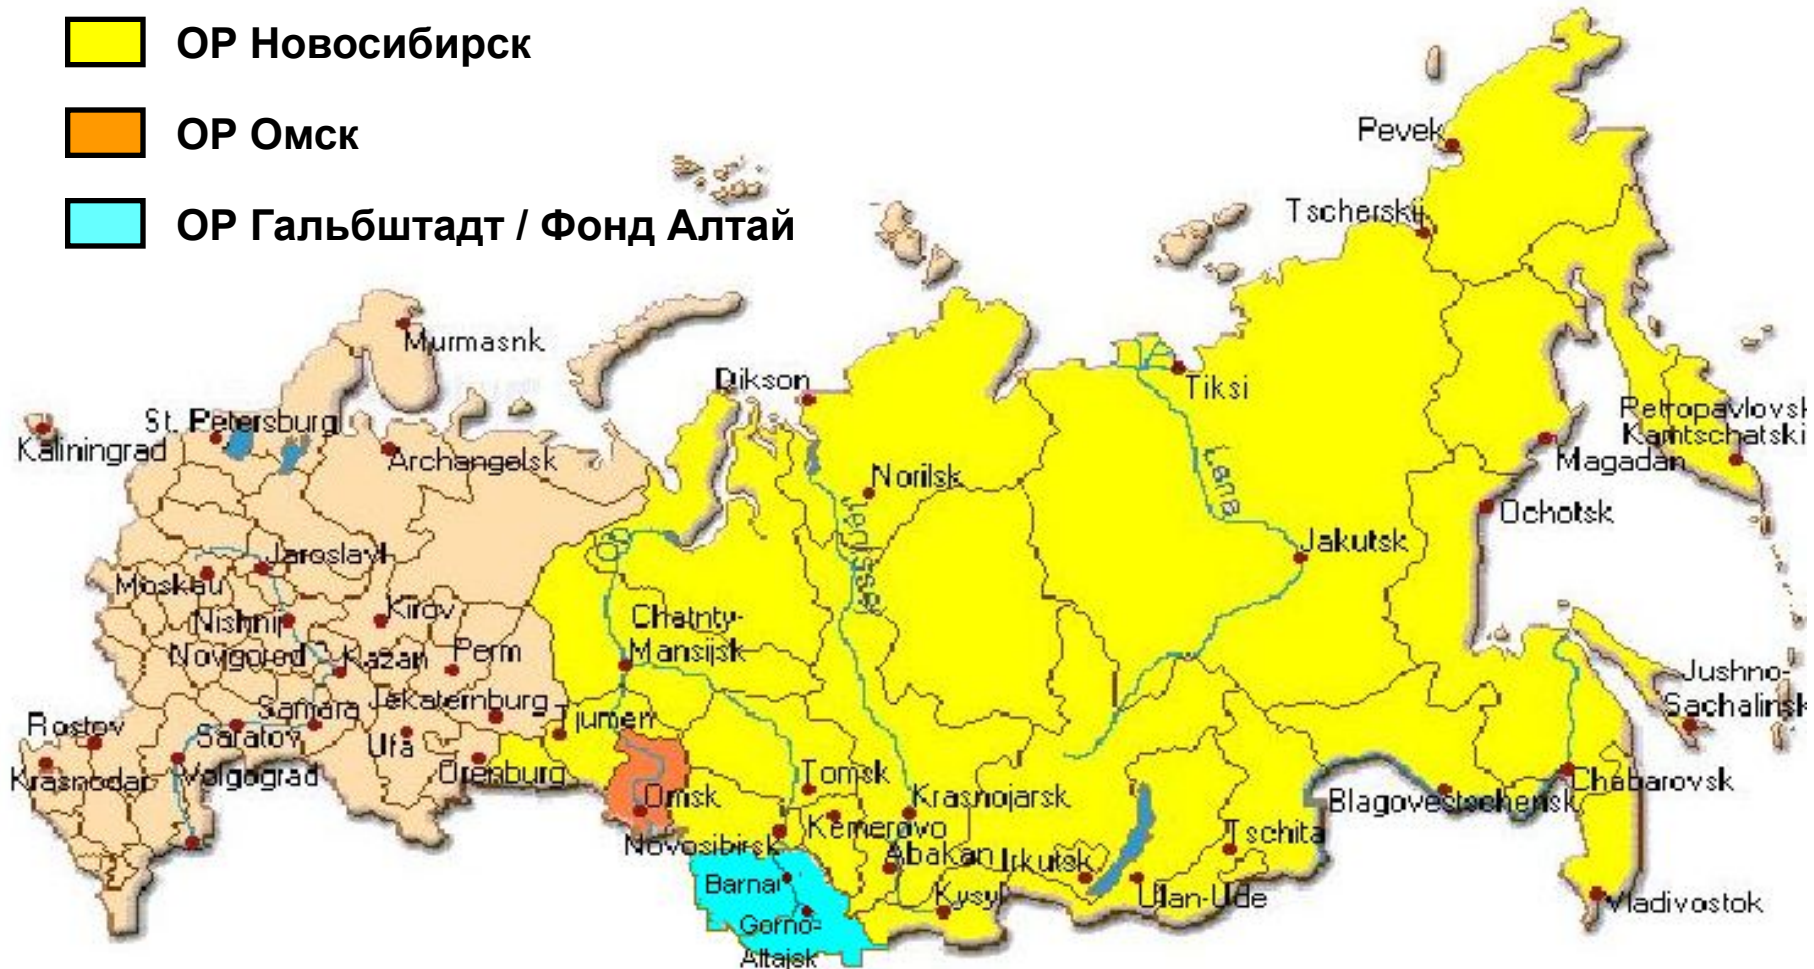 ОР Новосибирск
ОР Омск
ОР Гальбштадт / Фонд Алтай
Pevek
Tscherskij
Murmasnk
Dikson
Tiksi
St. Petersburg
Kaliningrad
Archangelsk
Norilsk
Lena
Petropavlovsk
Kamtschatski
Magadan
Ochotsk
Jakutsk
Ob
Jenissej
Jaroslavl
Moskau
Nishnij
Novgorod
Kirov
Kazan
Perm
Chatnty-
Mansijsk
Jushno-
Sachalinsk
Rostov
Samara
Jekaternburg
Tjumen
Saratov
Ufa
Krasnodar
Volgograd
Orenburg
Omsk
Tomsk
Krasnojarsk
Blagovestschensk
Chabarovsk
Novosibirsk
Kemerovo
Abakan
Irkutsk
Tschita
Barnaul
Kysyl
Ulan-Ude
Vladivostok
Gorno-
Altajsk